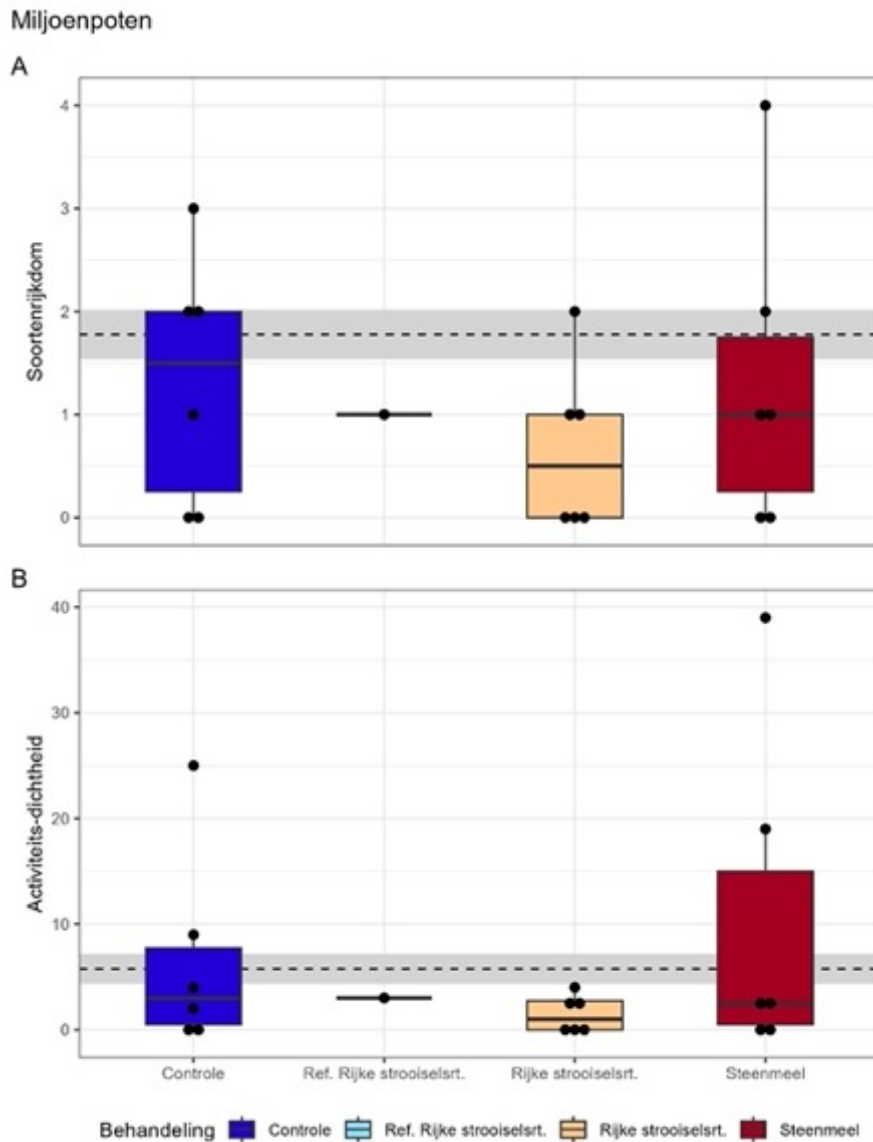 Miljoenpoten
A
Soortenrijkdom
4
3
2
1
0
B
Activiteits-dichtheid
40
30
20
10
0
Controle Ref. Rijke strooiselsrt. Rijke strooiselsrt. Steenmeel
Behandeling Controle Ref. Rijke strooiselsrt. Rijke strooiselsrt. Steenmeel